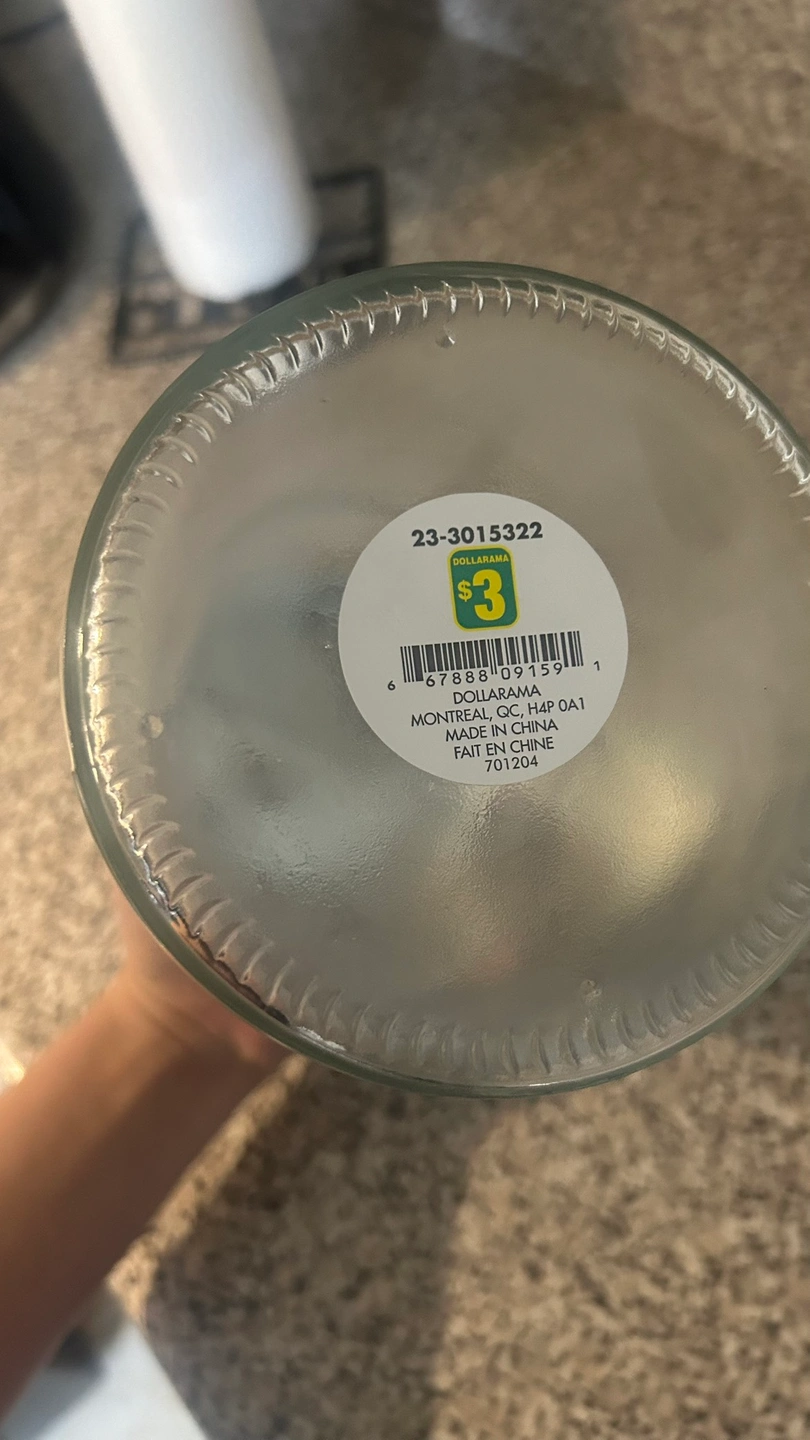 23-3015322
DOLLARAMA
$3
6 67888 09159 1
DOLLARAMA
MONTREAL, QC, H4P 0A1
MADE IN CHINA
FAIT EN CHINE
701204